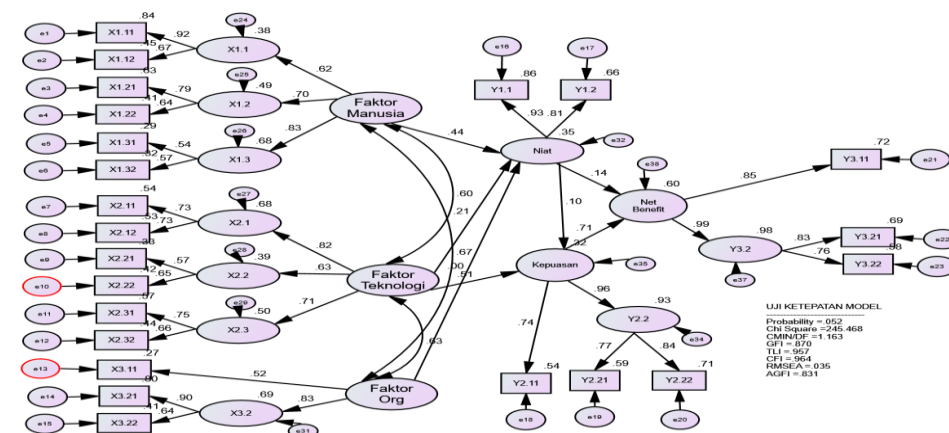 e24
.84
.38
e1
X1.11
.92
X1.1
.45
.67
e2
X1.12
.62
.63
e25
.49
e3
X1.21
.79
X1.2
.70
.41
.64
e4
X1.22
Faktor
Manusia
.29
e26
.83
e5
X1.31
.54
.68
X1.3
.32
.57
e6
X1.32
.54
e27
.68
e7
X2.11
.73
X2.1
.53
.73
e8
X2.12
.82
.33
e28
.39
e9
X2.21
.57
X2.2
.63
Faktor
Teknologi
.42
.65
e10
X2.22
.57
e29
.50
.71
e11
X2.31
.75
X2.3
.44
.66
e12
X2.32
.27
e13
X3.11
.52
Faktor
Org
.80
.69
.83
e14
X3.21
.90
X3.2
.41
.64
e15
X3.22
e31
e16
e17
.86
.66
Y1.1
Y1.2
.93
.81
.44
.35
Niat
e32
.60
.21
.67
.00
.51
.63
.14
.10
.71
e38
.60
Net
Benefit
.85
.72
Y3.11
e21
.99
.98
Y3.2
e37
.83
.69
Y3.21
e22
.76
.58
Y3.22
e23
.32
Kepuasan
e35
.96
.93
Y2.2
e34
.74
.77
.84
.54
.59
.71
Y2.11
Y2.21
Y2.22
e18
e19
e20
UJI KETEPATAN MODEL
Probability =.052
Chi Square =245.468
CMIN/DF =1.163
GFI =.870
TLI =.957
CFI =.964
RMSEA =.035
AGFI =.831